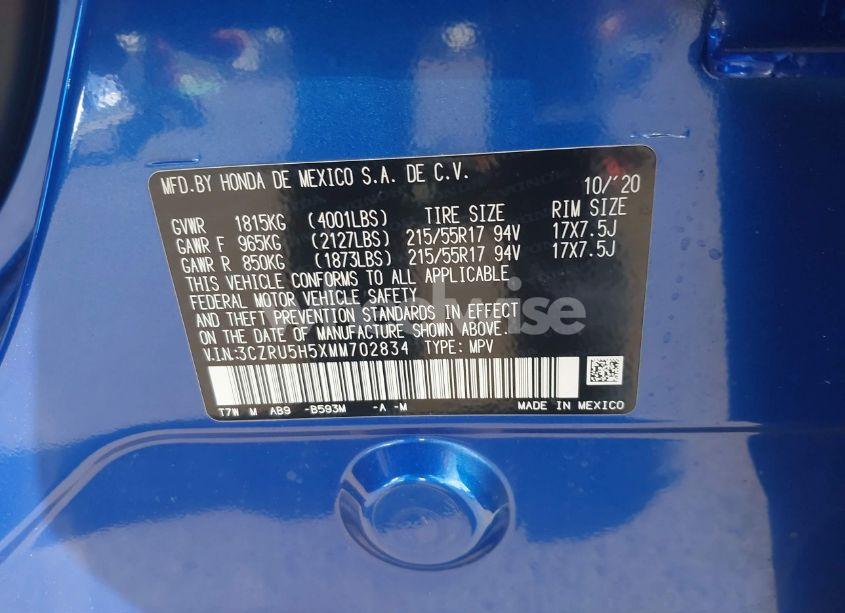 MFD.BY HONDA DE MEXICO S.A. DE C.V. 10/'20
GVWR 1815KG (4001LBS) TIRE SIZE RIM SIZE
GAWR F 965KG (2127LBS) 215/55R17 94V 17X7.5J
GAWR R 850KG (1873LBS) 215/55R17 94V 17X7.5J
THIS VEHICLE CONFORMS TO ALL APPLICABLE
FEDERAL MOTOR VEHICLE SAFETY
AND THEFT PREVENTION STANDARDS IN EFFECT
ON DATE OF MANUFACTURE SHOWN ABOVE.
V.IN:3CZRU5H5XMM702834 TYPE: MPV
T7W M AB9 -B593M -A -M MADE IN MEXICO